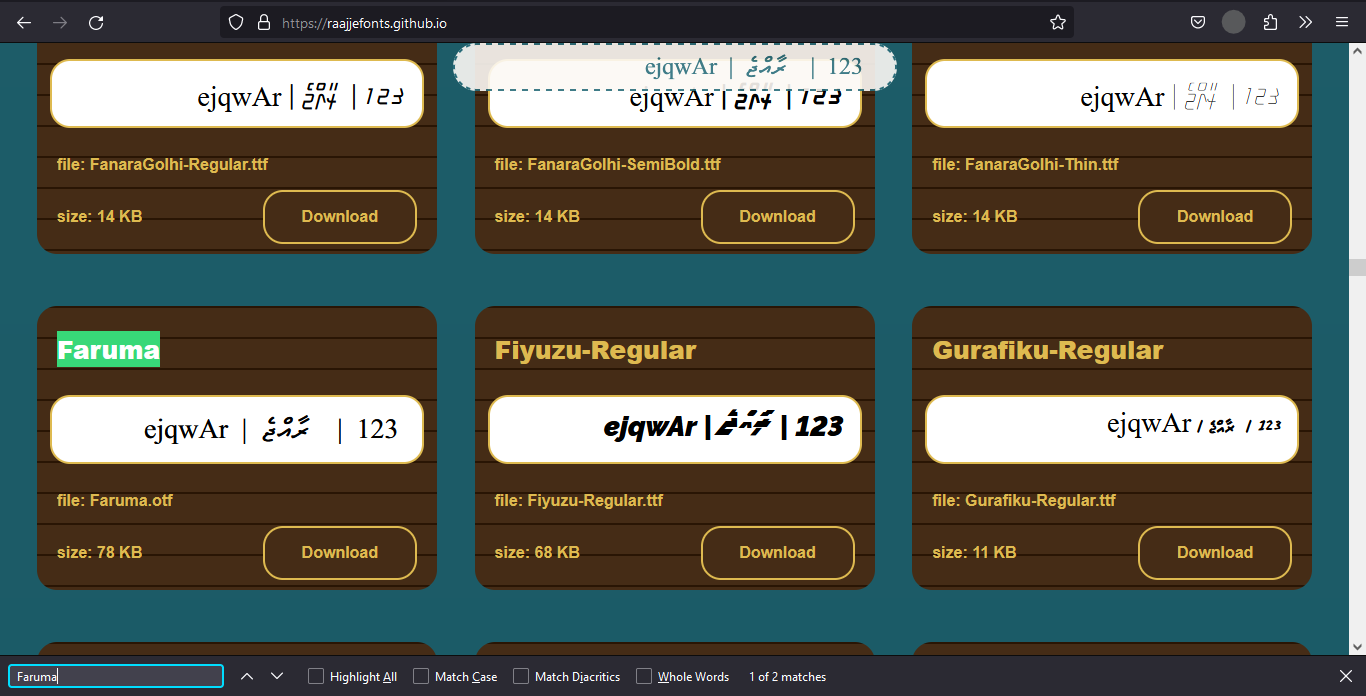 https://raajjefonts.github.io
ejqwAr | ރާއްޖެ | 123
ejqwAr | ރާއްޖެ | 123
ejqwAr | ރާއްޖެ | 123
ejqwAr | ރާއްޖެ | 123
file: FanaraGolhi-Regular.ttf
file: FanaraGolhi-SemiBold.ttf
file: FanaraGolhi-Thin.ttf
size: 14 KB Download
size: 14 KB Download
size: 14 KB Download
Faruma
Fiyuzu-Regular
Gurafiku-Regular
ejqwAr | ރާއްޖެ | 123
ejqwAr | ރާއްޖެ | 123
ejqwAr / ރާއްޖެ / 123
file: Faruma.otf
file: Fiyuzu-Regular.ttf
file: Gurafiku-Regular.ttf
size: 78 KB Download
size: 68 KB Download
size: 11 KB Download
Faruma Highlight All Match Case Match Diacritics Whole Words 1 of 2 matches